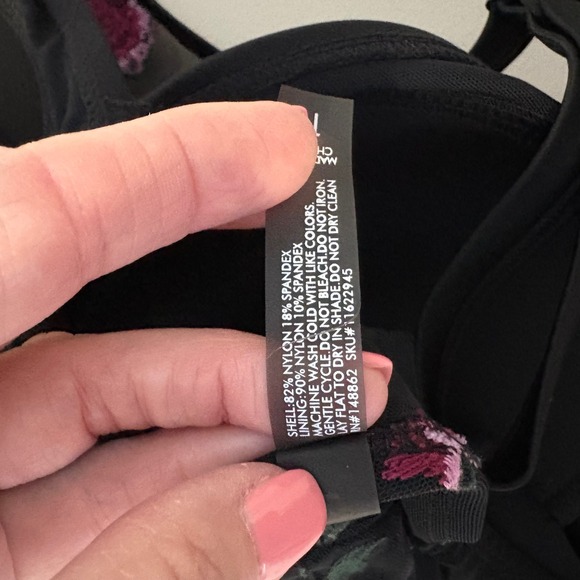 SHELL:82% NYLON 18% SPANDEX
LINING:90% NYLON 10% SPANDEX
MACHINE WASH COLD WITH LIKE COLORS.
GENTLE CYCLE.DO NOT BLEACH.DO NOT IRON.
LAY FLAT TO DRY IN SHADE.DO NOT DRY CLEAN
RN#148862 SKU#11622945